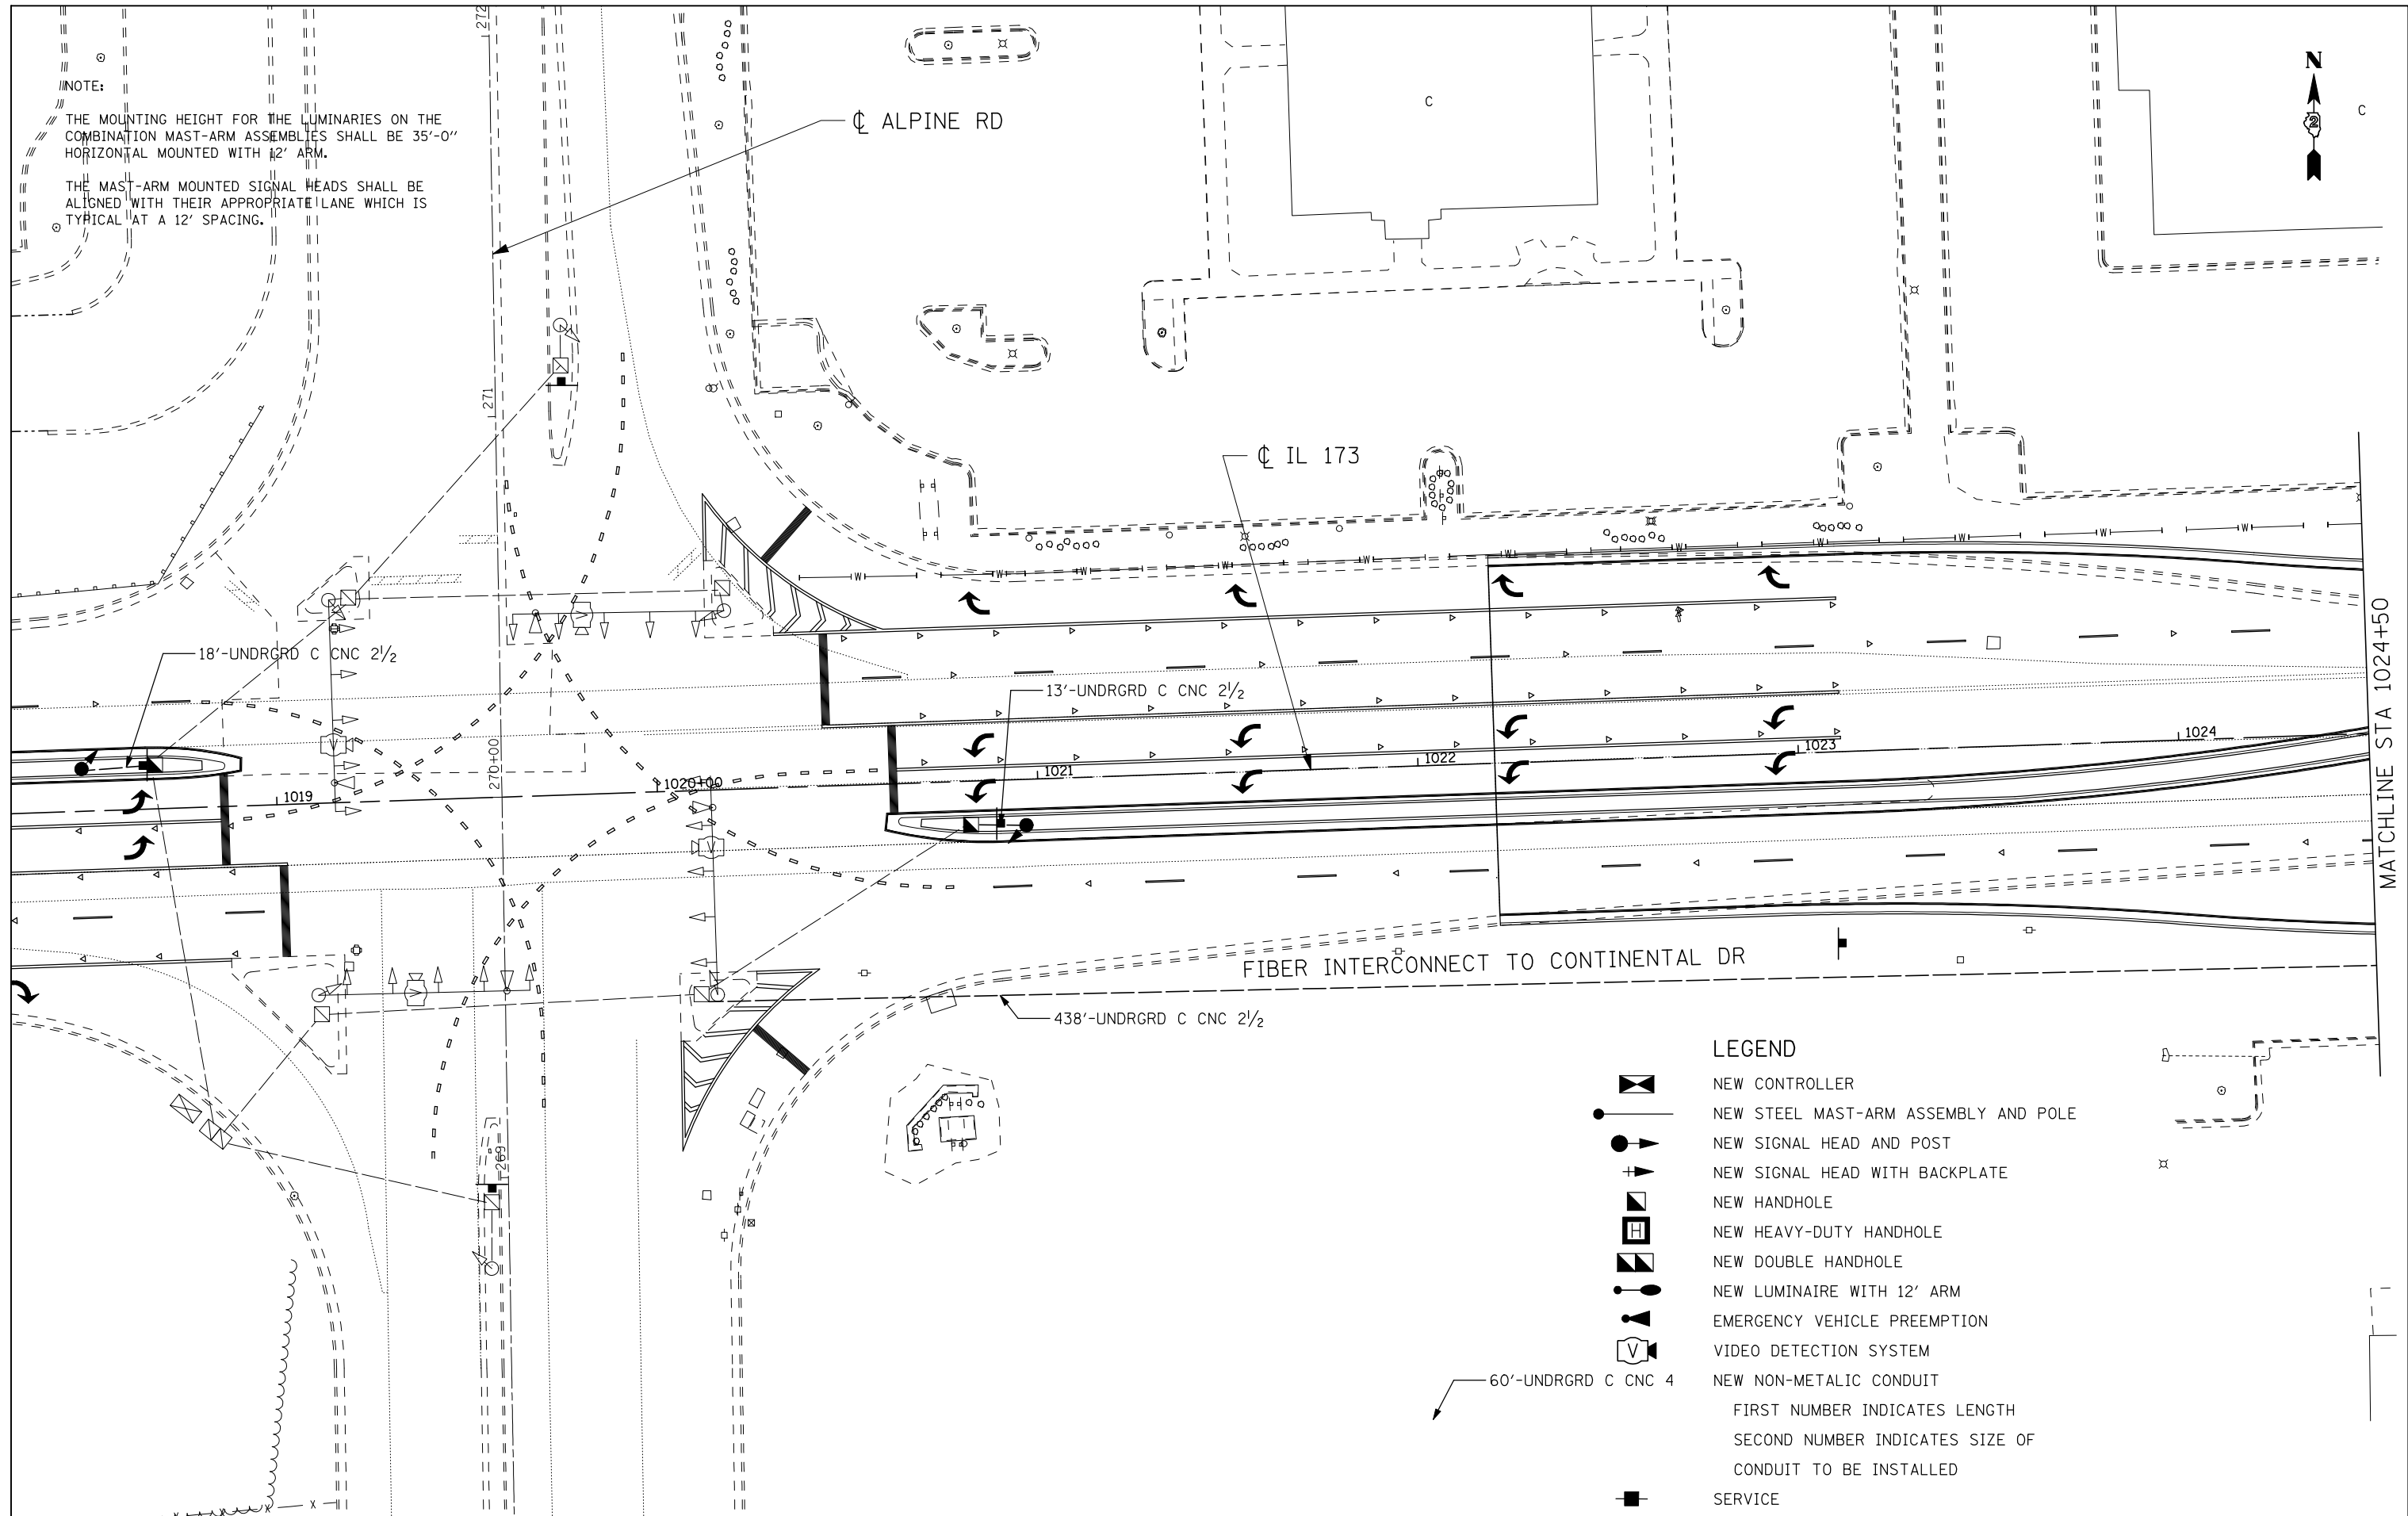 272
N
2
NOTE:
THE MOUNTING HEIGHT FOR THE LUMINARIES ON THE
COMBINATION MAST-ARM ASSEMBLIES SHALL BE 35'-0"
HORIZONTAL MOUNTED WITH 12' ARM.
THE MAST-ARM MOUNTED SIGNAL HEADS SHALL BE
ALIGNED WITH THEIR APPROPRIATE LANE WHICH IS
TYPICAL AT A 12' SPACING.
℄ ALPINE RD
C
C
271
℄ IL 173
W W W W W W W W W W W
18'-UNDRGRD C CNC 2½
13'-UNDRGRD C CNC 2½
MATCHLINE STA 1024+50
270+00
V
V
V
V
1019
1020+00
1021
1022
1023
1024
FIBER INTERCONNECT TO CONTINENTAL DR
438'-UNDRGRD C CNC 2½
269
LEGEND
NEW CONTROLLER
NEW STEEL MAST-ARM ASSEMBLY AND POLE
NEW SIGNAL HEAD AND POST
NEW SIGNAL HEAD WITH BACKPLATE
NEW HANDHOLE
H NEW HEAVY-DUTY HANDHOLE
NEW DOUBLE HANDHOLE
NEW LUMINAIRE WITH 12' ARM
EMERGENCY VEHICLE PREEMPTION
V VIDEO DETECTION SYSTEM
60'-UNDRGRD C CNC 4 NEW NON-METALIC CONDUIT
FIRST NUMBER INDICATES LENGTH
SECOND NUMBER INDICATES SIZE OF
CONDUIT TO BE INSTALLED
SERVICE